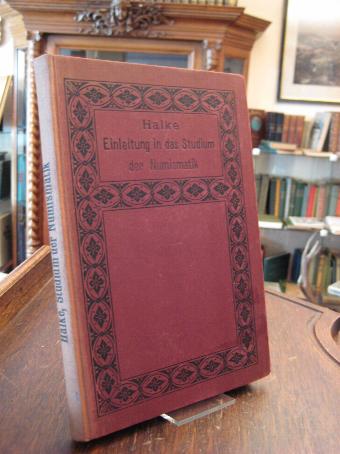 Halke
Einleitung in das Studium
der Numismatik
Halke, Studium der Numismatik